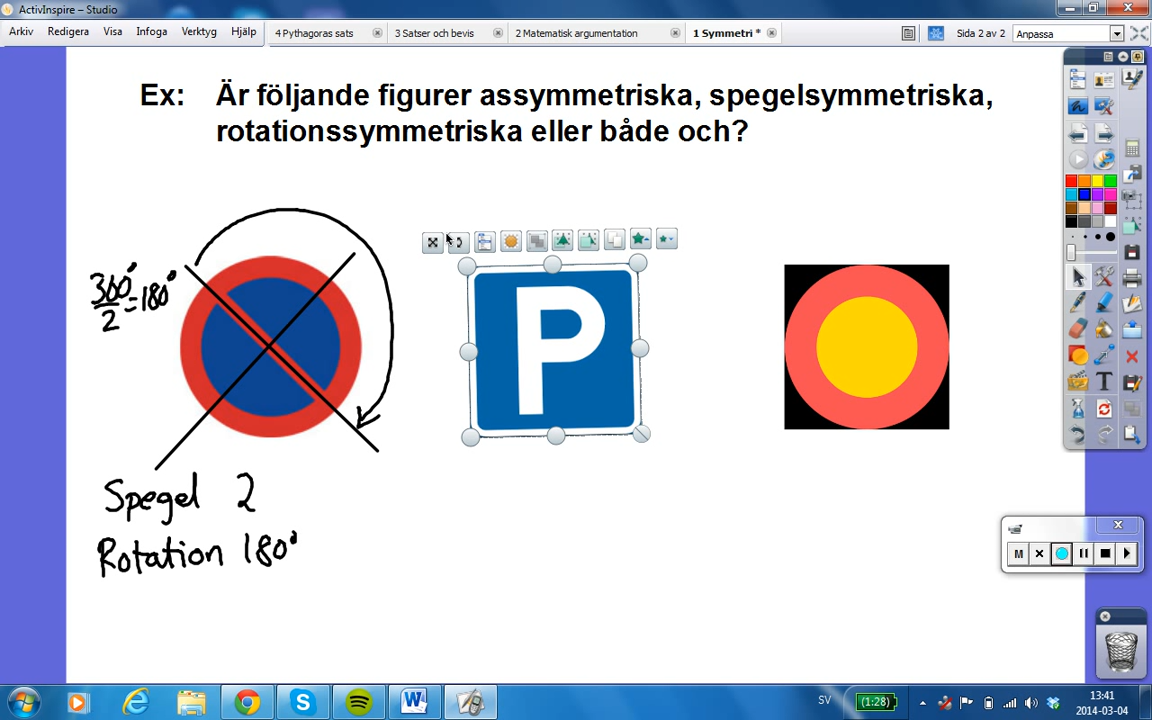 ActivInspire – Studio
Arkiv Redigera Visa Infoga Verktyg Hjälp
4 Pythagoras sats
3 Satser och bevis
2 Matematisk argumentation
1 Symmetri *
Sida 2 av 2
Anpassa
Ex: Är följande figurer assymmetriska, spegelsymmetriska,
rotationssymmetriska eller både och?
360°/2 = 180°
P
Spegel 2
Rotation 180°
M
T
SV
(1:28)
13:41
2014-03-04